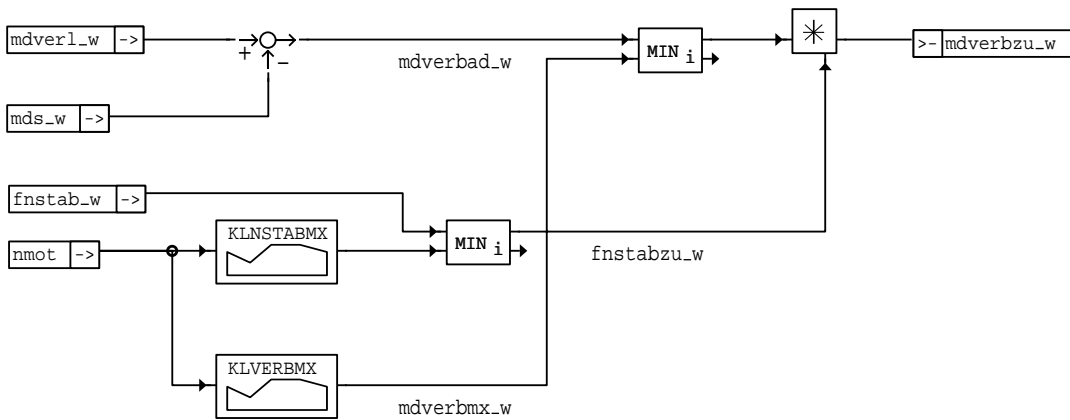 mdverl_w ->
+
−
mdverbad_w
MIN i
*
>- mdverbzu_w
mds_w ->
fnstab_w ->
KLNSTABMX
MIN i
nmot ->
fnstabzu_w
KLVERBMX
mdverbmx_w